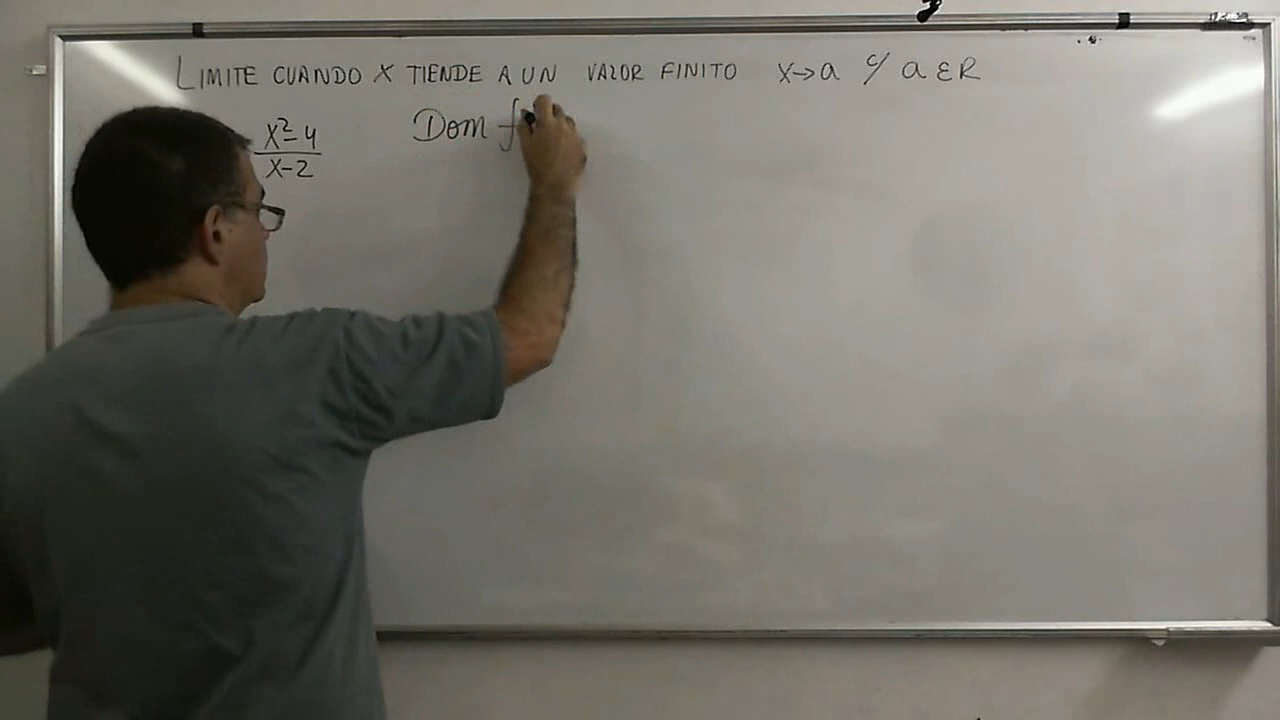 LIMITE CUANDO X TIENDE A UN VALOR FINITO X→a c/ a ε R
X²-4
X-2
Dom f